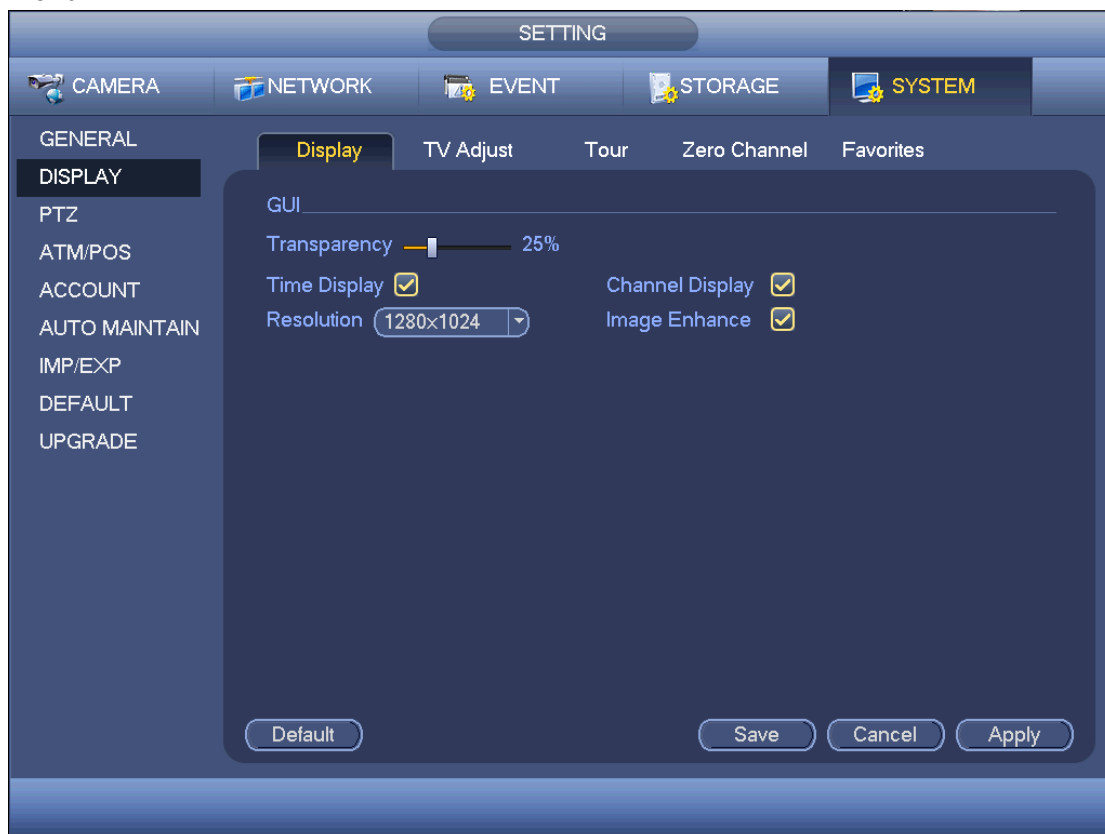 SETTING
CAMERA NETWORK EVENT STORAGE SYSTEM
GENERAL
DISPLAY
PTZ
ATM/POS
ACCOUNT
AUTO MAINTAIN
IMP/EXP
DEFAULT
UPGRADE
Display TV Adjust Tour Zero Channel Favorites
GUI
Transparency 25%
Time Display Channel Display
Resolution 1280x1024 Image Enhance
Default Save Cancel Apply